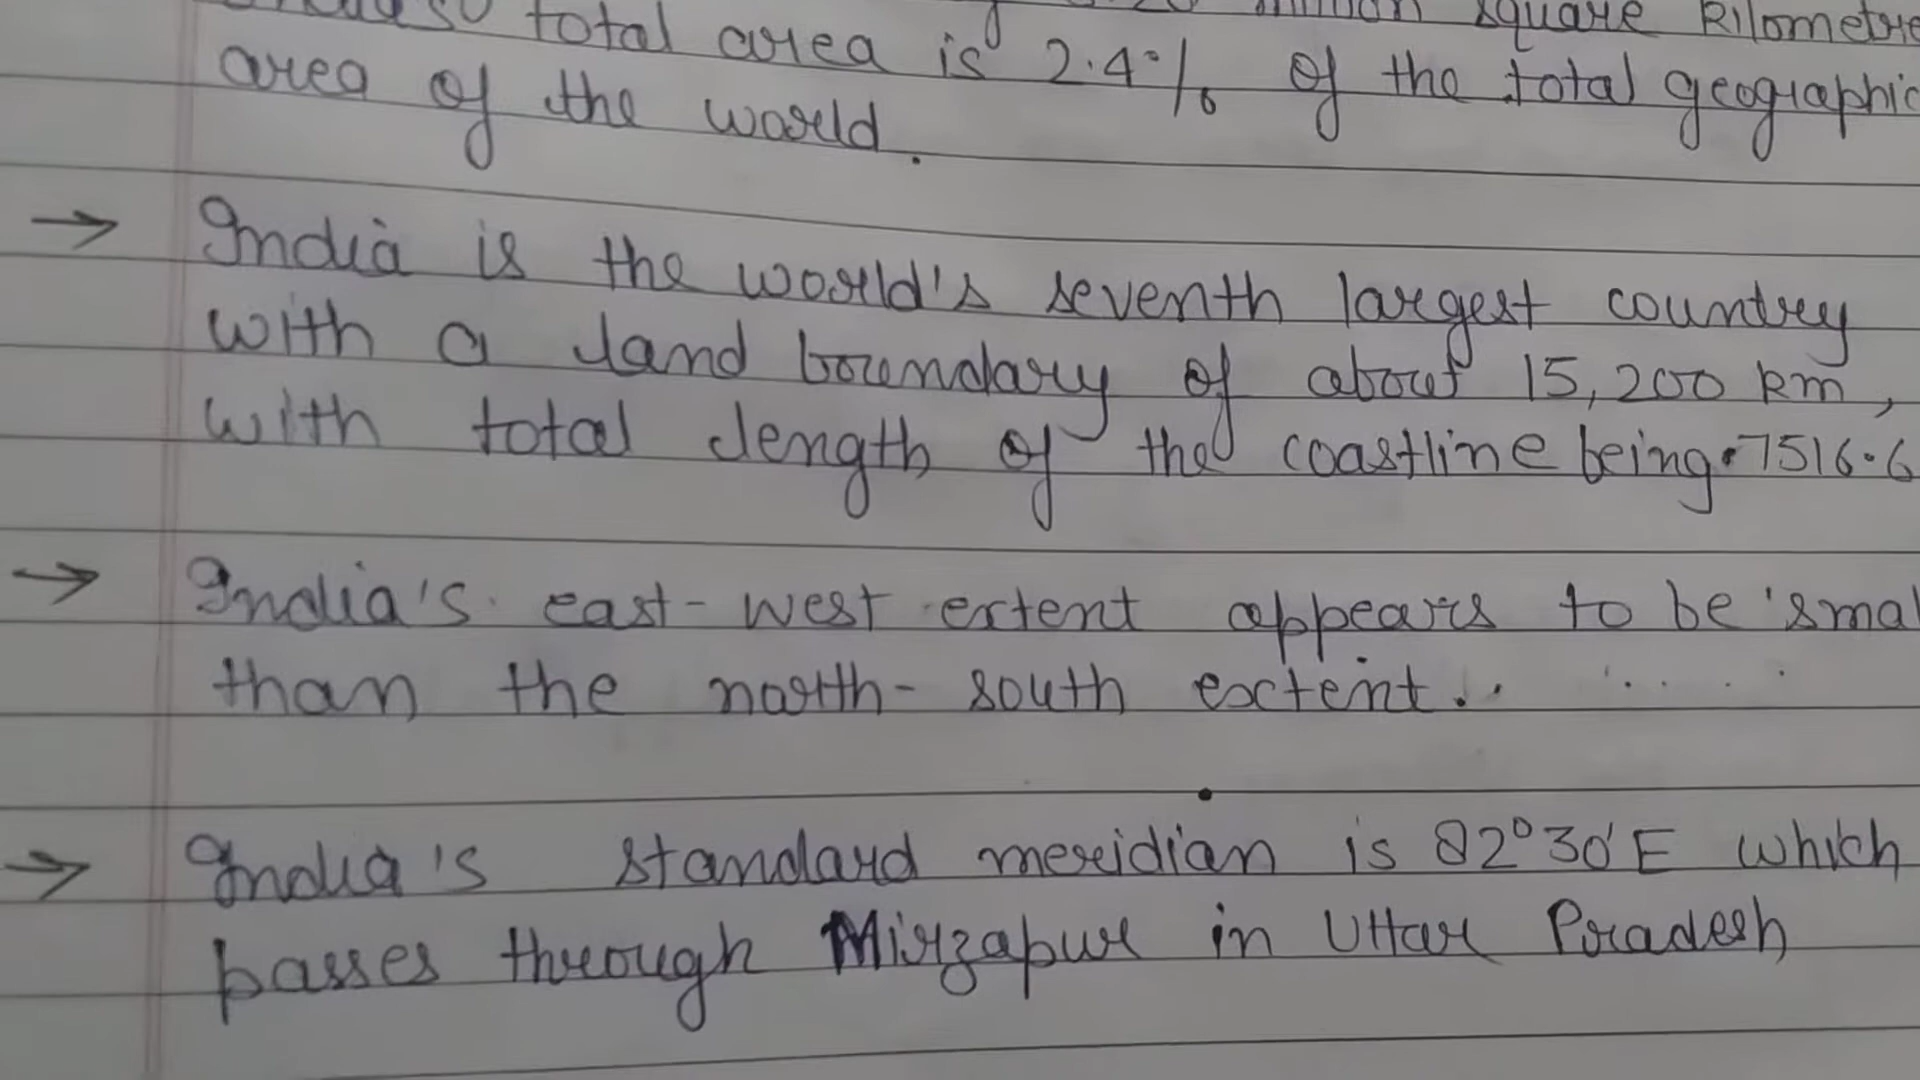 total area is 2.4% of the total geographic
area of the world.
→ India is the world's seventh largest country
with a land boundary of about 15,200 km,
with total length of the coastline being 7516.6
→ India's east-west extent appears to be smal
than the north-south extent.
→ India's standard meridian is 82°30'E which
passes through Mirzapur in Uttar Pradesh